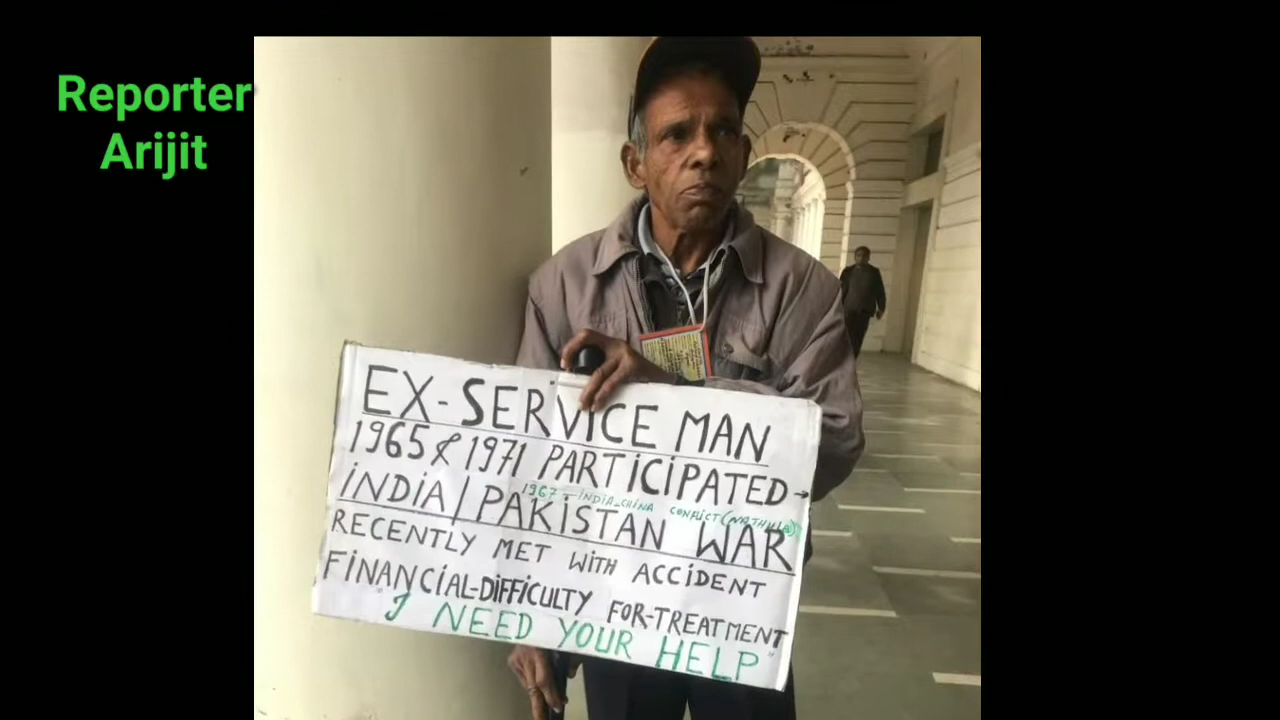 Reporter
Arijit
EX-SERVICE MAN
1965 & 1971 PARTICIPATED→
1967 - INDIA-CHINA CONFLICT (NATHULA)
INDIA/PAKISTAN WAR
RECENTLY MET WITH ACCIDENT
FINANCIAL-DIFFICULTY FOR-TREATMENT
"I NEED YOUR HELP"